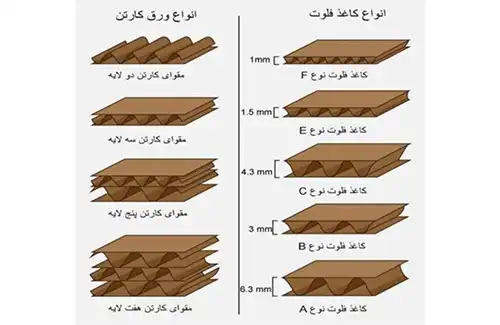 انواع کاغذ فلوت
1mm
کاغذ فلوت نوع F
1.5 mm
کاغذ فلوت نوع E
4.3 mm
کاغذ فلوت نوع C
3 mm
کاغذ فلوت نوع B
6.3 mm
کاغذ فلوت نوع A
انواع ورق کارتن
مقوای کارتن دو لایه
مقوای کارتن سه لایه
مقوای کارتن پنج لایه
مقوای کارتن هفت لایه